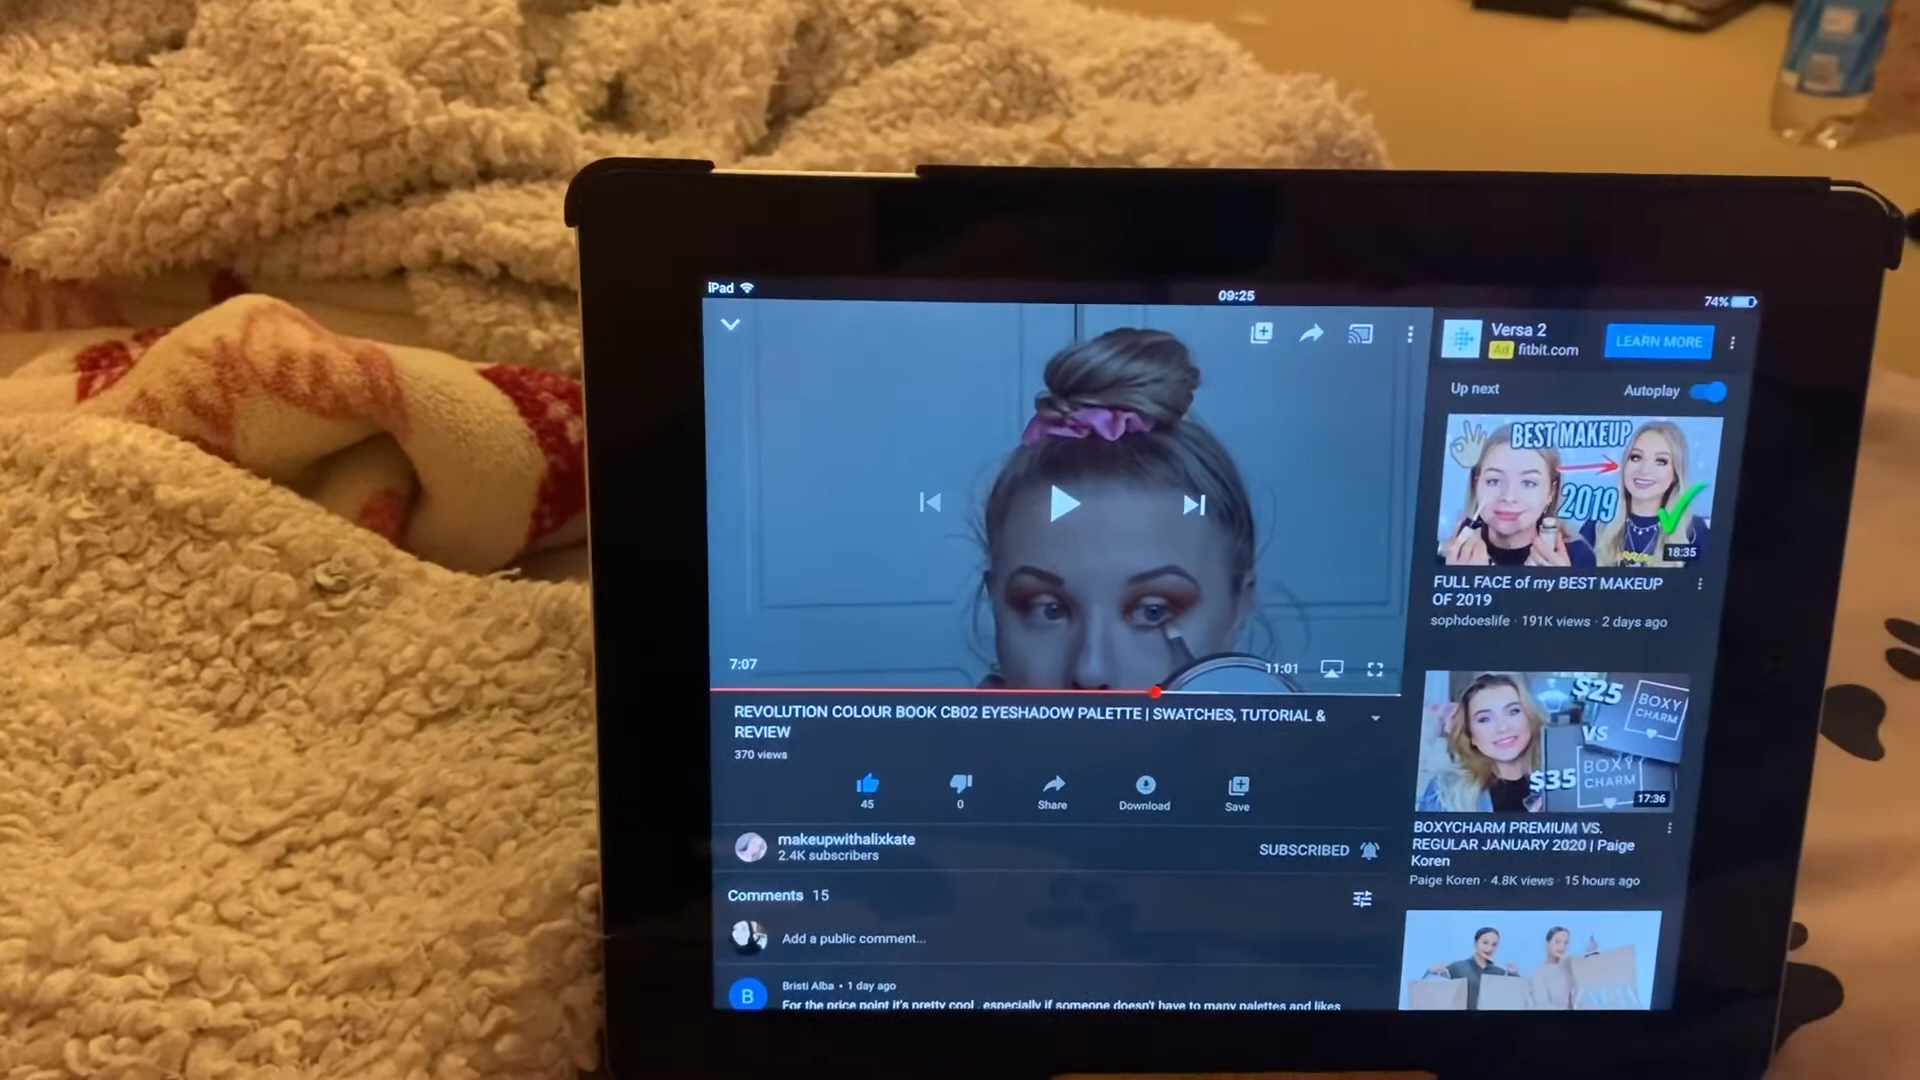 iPad
09:25
74%
Versa 2
Ad fitbit.com
LEARN MORE
Up next
Autoplay
BEST MAKEUP
2019
18:35
FULL FACE of my BEST MAKEUP
OF 2019
sophdoeslife · 191K views · 2 days ago
7:07
11:01
REVOLUTION COLOUR BOOK CB02 EYESHADOW PALETTE | SWATCHES, TUTORIAL &
REVIEW
370 views
45
0
Share
Download
Save
$25
VS
$35
BOXY
CHARM
BOXY
CHARM
17:36
BOXYCHARM PREMIUM VS.
REGULAR JANUARY 2020 | Paige
Koren
Paige Koren · 4.8K views · 15 hours ago
makeupwithalixkate
2.4K subscribers
SUBSCRIBED
Comments 15
Add a public comment...
B
Bristi Alba • 1 day ago
For the price point it's pretty cool , especially if someone doesn't have to many palettes and likes